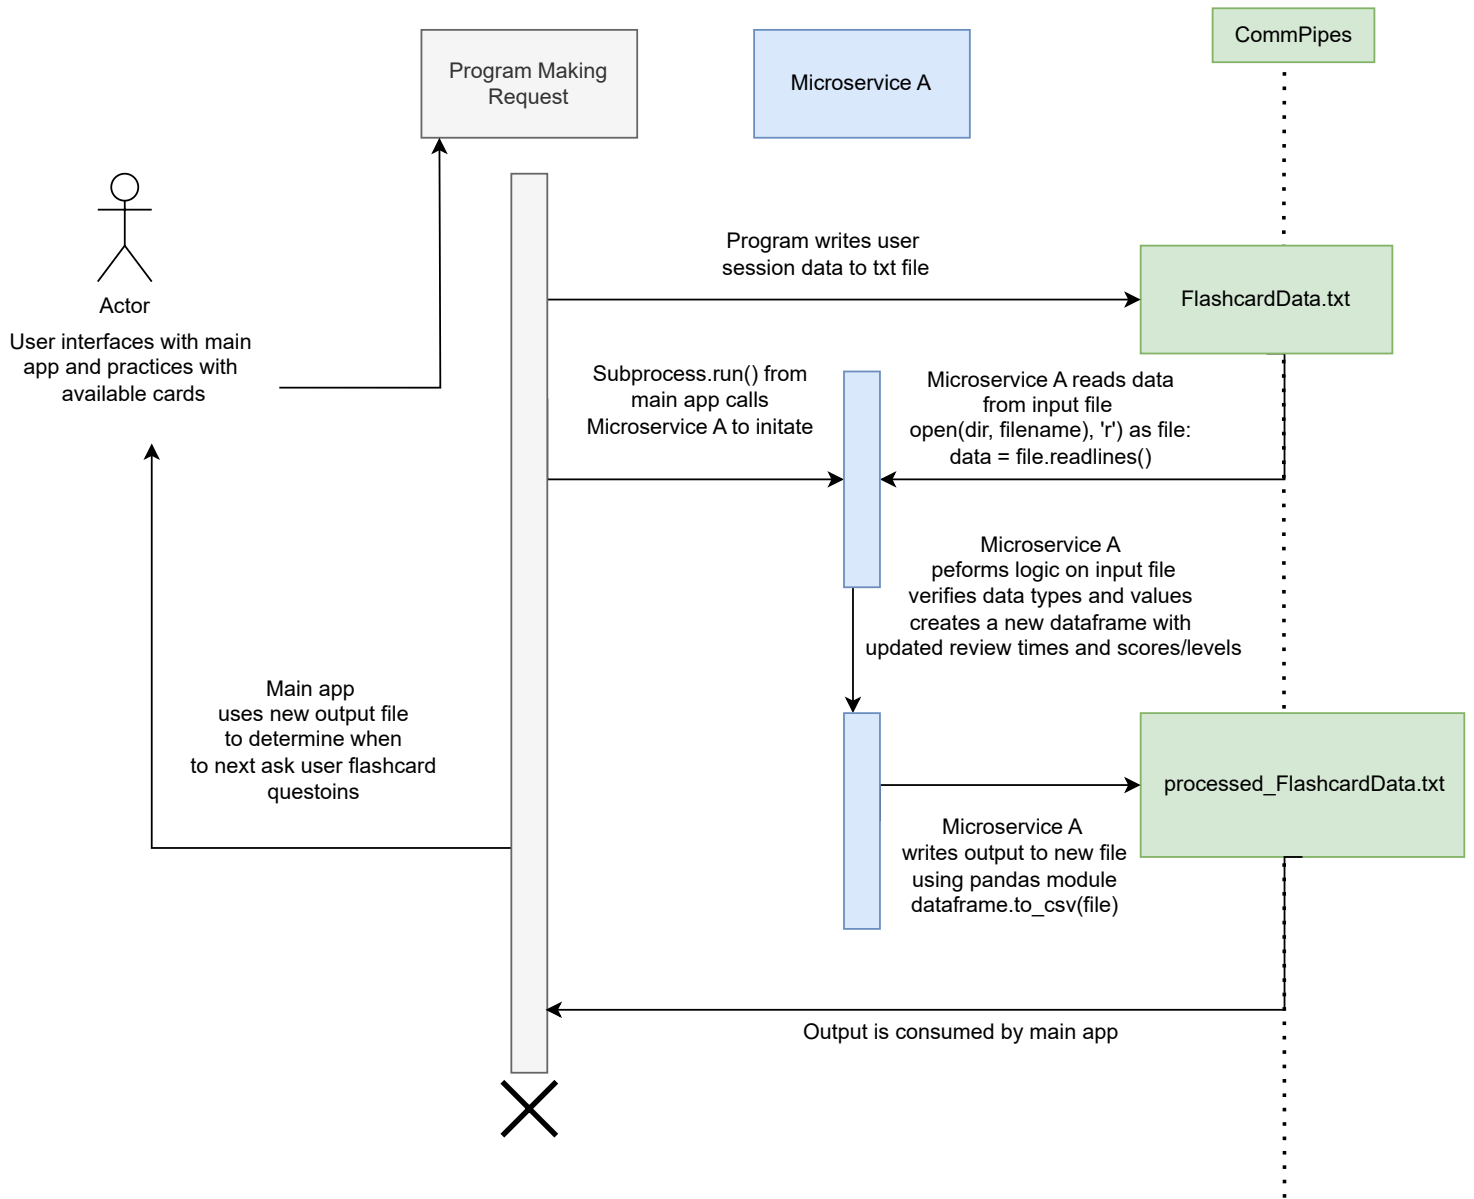 CommPipes
Program Making
Request
Microservice A
Program writes user
session data to txt file
FlashcardData.txt
Actor
User interfaces with main
app and practices with
available cards
Subprocess.run() from
main app calls
Microservice A to initate
Microservice A reads data
from input file
open(dir, filename), 'r') as file:
data = file.readlines()
Microservice A
peforms logic on input file
verifies data types and values
creates a new dataframe with
updated review times and scores/levels
Main app
uses new output file
to determine when
to next ask user flashcard
questoins
processed_FlashcardData.txt
Microservice A
writes output to new file
using pandas module
dataframe.to_csv(file)
Output is consumed by main app